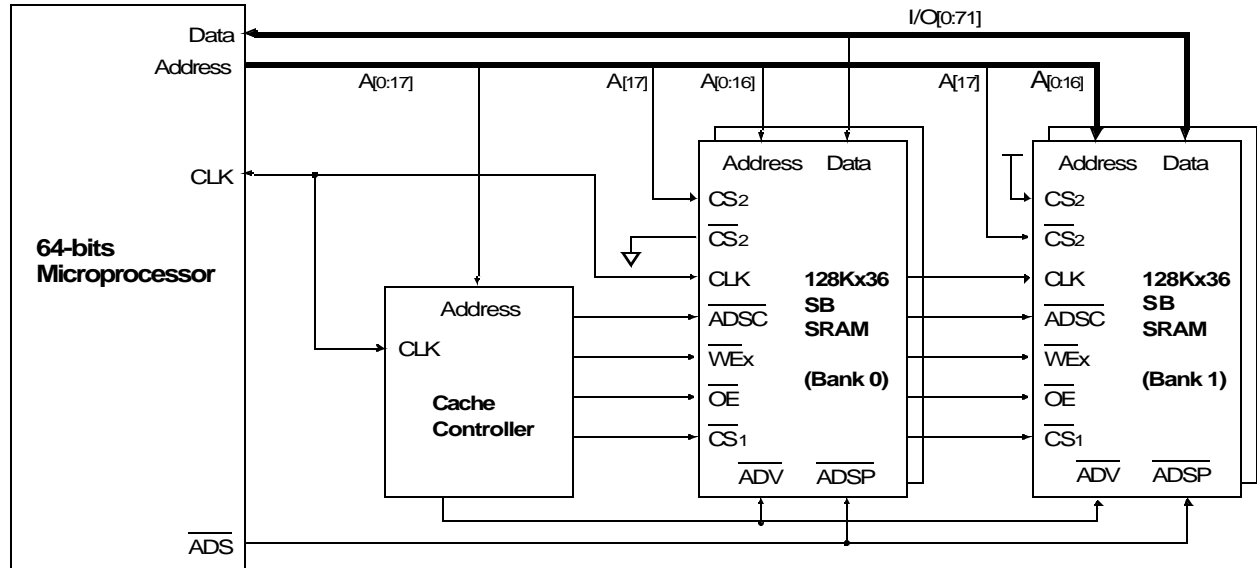 I/O[0:71]
Data
Address
A[0:17]
A[17]
A[0:16]
A[17]
A[0:16]
CLK
64-bits
Microprocessor
ADS
Address
CLK
Cache
Controller
Address Data
CS2
CS2
CLK
ADSC
WEx
OE
CS1
ADV ADSP
128Kx36
SB
SRAM
(Bank 0)
Address Data
CS2
CS2
CLK
ADSC
WEx
OE
CS1
ADV ADSP
128Kx36
SB
SRAM
(Bank 1)